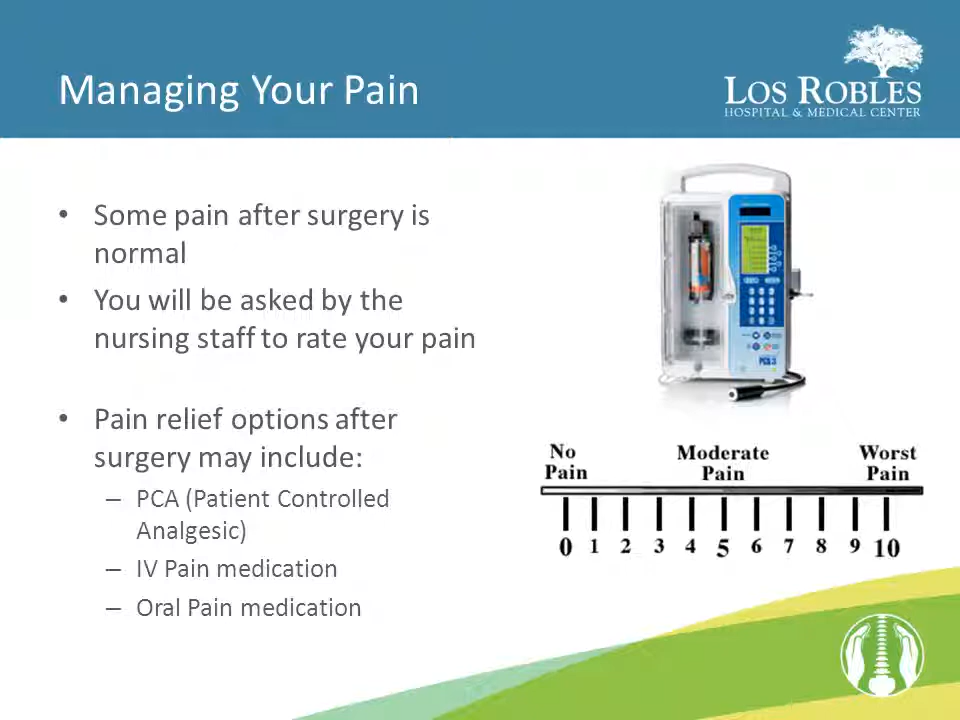 Managing Your Pain
LOS ROBLES
HOSPITAL & MEDICAL CENTER
• Some pain after surgery is
normal
• You will be asked by the
nursing staff to rate your pain
• Pain relief options after
surgery may include:
– PCA (Patient Controlled
Analgesic)
– IV Pain medication
– Oral Pain medication
No Pain
Moderate Pain
Worst Pain
0 1 2 3 4 5 6 7 8 9 10